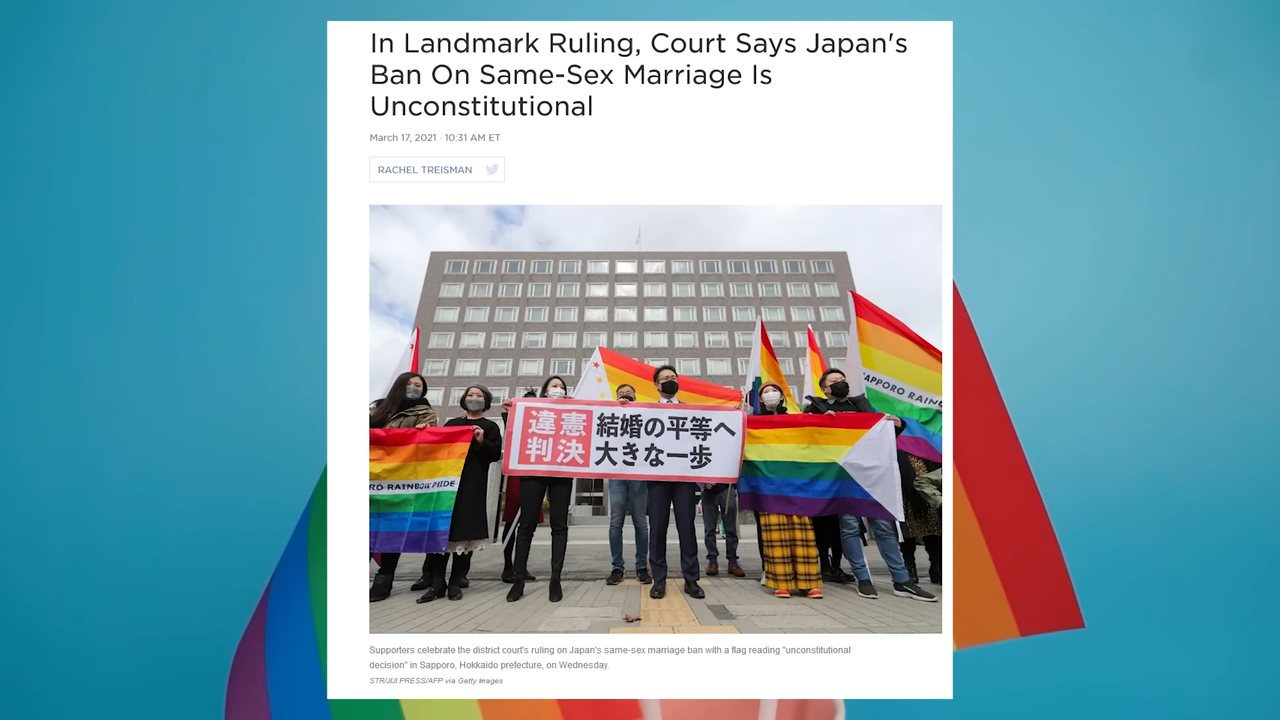 In Landmark Ruling, Court Says Japan's
Ban On Same-Sex Marriage Is
Unconstitutional
March 17, 2021 · 10:31 AM ET
RACHEL TREISMAN
違憲
判決
結婚の平等へ
大きな一歩
RO RAINBOW PRIDE
SAPPORO RAINB
Supporters celebrate the district court's ruling on Japan's same-sex marriage ban with a flag reading "unconstitutional
decision" in Sapporo, Hokkaido prefecture, on Wednesday.
STR/JIJI PRESS/AFP via Getty Images